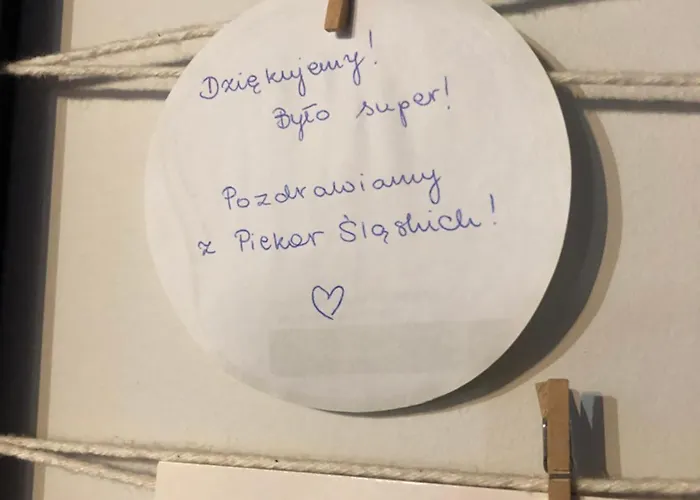 Dziękujemy!
Było super!
Pozdrawiamy
z Piekar Śląskich!